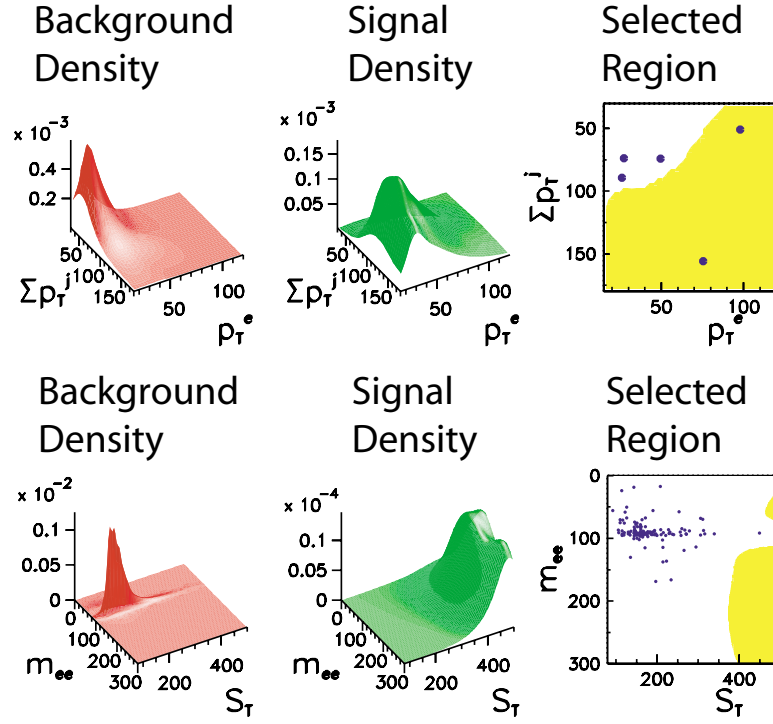 Background Density
Signal Density
Selected Region
x 10⁻³
0.4
0.2
50
100
150
Σp_T^j
50
100
p_T^e
x 10⁻³
0.15
0.1
0.05
50
100
150
Σp_T^j
50
100
p_T^e
50
100
150
Σp_T^j
50
100
p_T^e
Background Density
Signal Density
Selected Region
x 10⁻²
0.1
0.05
0
0
100
200
300
m_ee
200
400
S_T
x 10⁻⁴
0.1
0.05
0
0
100
200
300
m_ee
200
400
S_T
0
100
200
300
m_ee
200
400
S_T